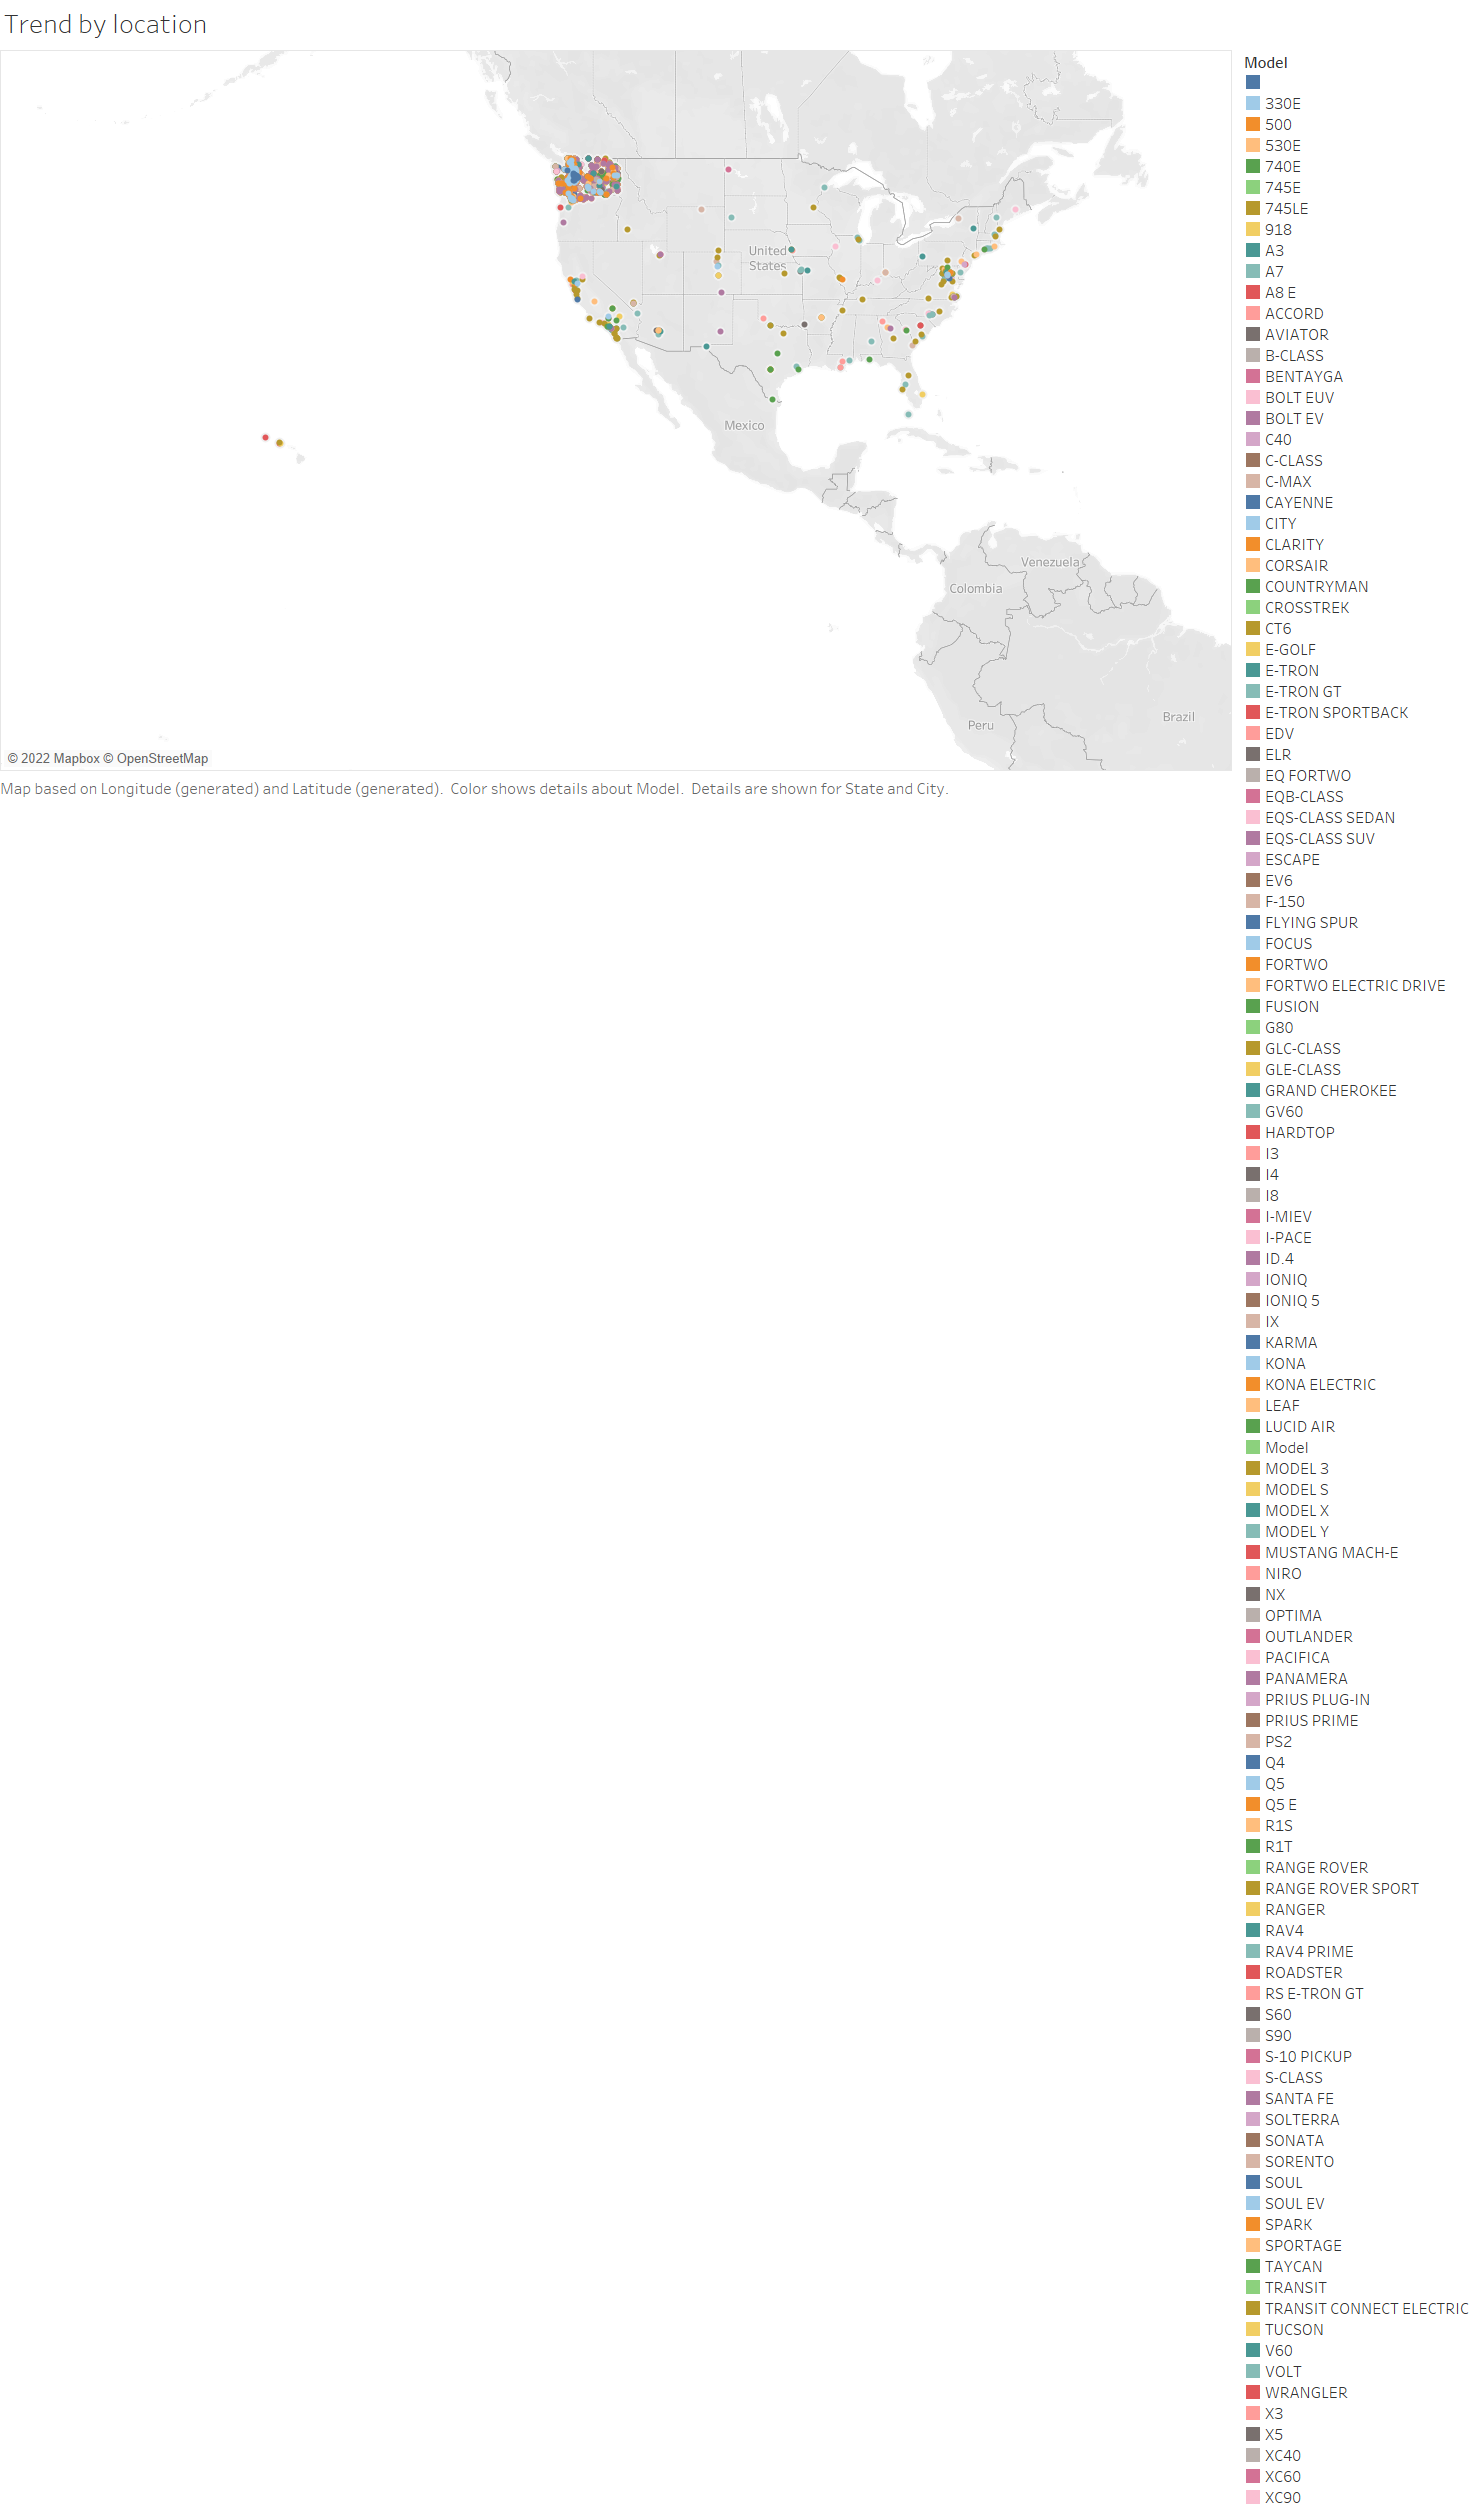 Trend by location
United
States
Mexico
Venezuela
Colombia
Peru
Brazil
© 2022 Mapbox © OpenStreetMap
Map based on Longitude (generated) and Latitude (generated). Color shows details about Model. Details are shown for State and City.
Model
330E
500
530E
740E
745E
745LE
918
A3
A7
A8 E
ACCORD
AVIATOR
B-CLASS
BENTAYGA
BOLT EUV
BOLT EV
C40
C-CLASS
C-MAX
CAYENNE
CITY
CLARITY
CORSAIR
COUNTRYMAN
CROSSTREK
CT6
E-GOLF
E-TRON
E-TRON GT
E-TRON SPORTBACK
EDV
ELR
EQ FORTWO
EQB-CLASS
EQS-CLASS SEDAN
EQS-CLASS SUV
ESCAPE
EV6
F-150
FLYING SPUR
FOCUS
FORTWO
FORTWO ELECTRIC DRIVE
FUSION
G80
GLC-CLASS
GLE-CLASS
GRAND CHEROKEE
GV60
HARDTOP
I3
I4
I8
I-MIEV
I-PACE
ID.4
IONIQ
IONIQ 5
IX
KARMA
KONA
KONA ELECTRIC
LEAF
LUCID AIR
Model
MODEL 3
MODEL S
MODEL X
MODEL Y
MUSTANG MACH-E
NIRO
NX
OPTIMA
OUTLANDER
PACIFICA
PANAMERA
PRIUS PLUG-IN
PRIUS PRIME
PS2
Q4
Q5
Q5 E
R1S
R1T
RANGE ROVER
RANGE ROVER SPORT
RANGER
RAV4
RAV4 PRIME
ROADSTER
RS E-TRON GT
S60
S90
S-10 PICKUP
S-CLASS
SANTA FE
SOLTERRA
SONATA
SORENTO
SOUL
SOUL EV
SPARK
SPORTAGE
TAYCAN
TRANSIT
TRANSIT CONNECT ELECTRIC
TUCSON
V60
VOLT
WRANGLER
X3
X5
XC40
XC60
XC90